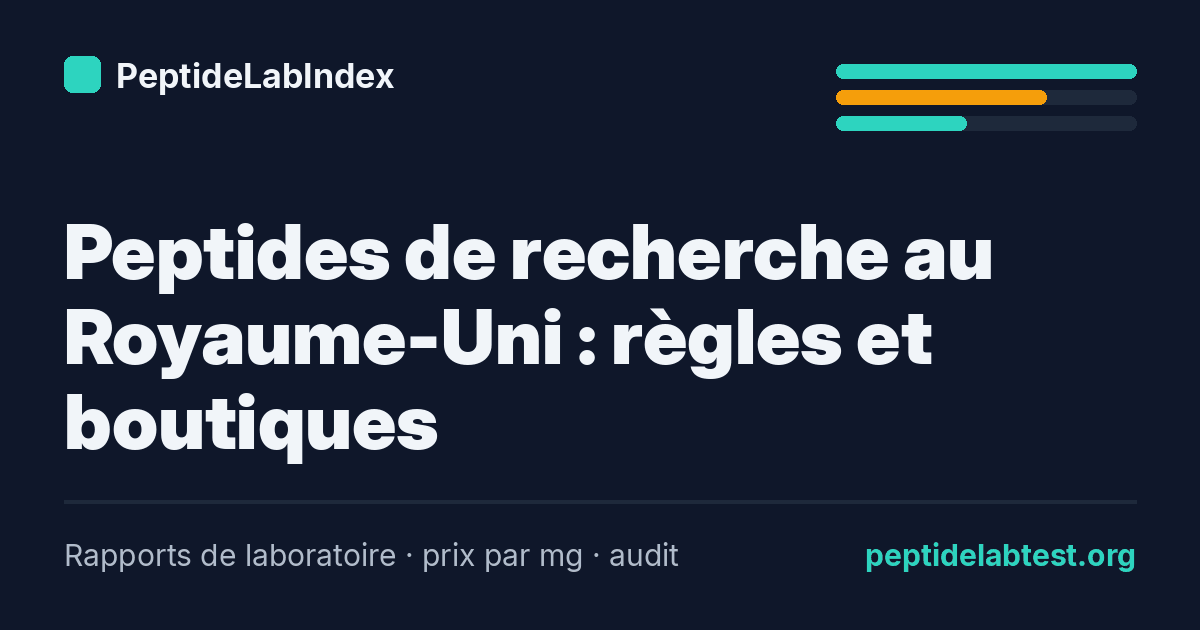 PeptideLabIndex
Peptides de recherche au
Royaume-Uni : règles et
boutiques
Rapports de laboratoire · prix par mg · audit
peptidelabtest.org